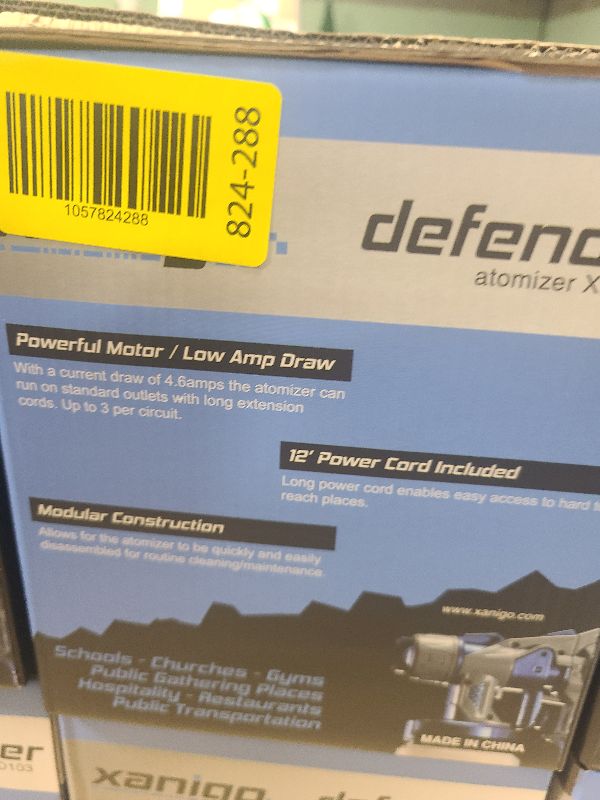 1057824288
824-288
defend
atomizer X
Powerful Motor / Low Amp Draw
With a current draw of 4.6amps the atomizer can
run on standard outlets with long extension
cords. Up to 3 per circuit.
12' Power Cord Included
Long power cord enables easy access to hard t
reach places.
Modular Construction
Allows for the atomizer to be quickly and easily
disassembled for routine cleaning/maintenance
www.xanigo.com
Schools - Churches - Gyms
Public Gathering Places
Hospitality - Restaurants
Public Transportation
MADE IN CHINA
er
D103
xanigo